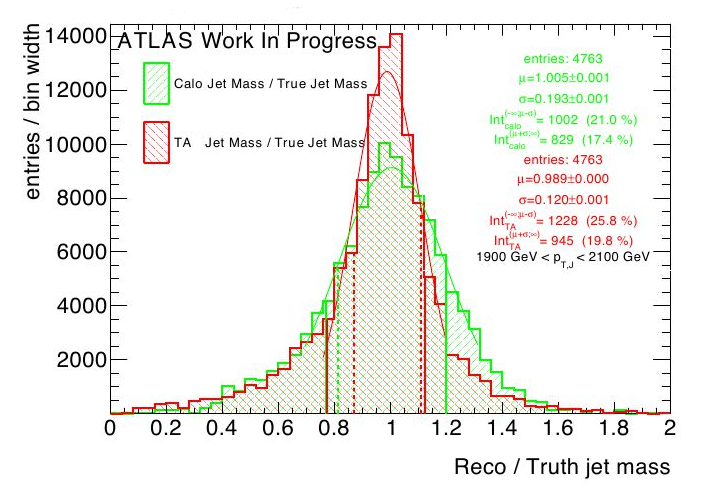 ATLAS Work In Progress
Calo Jet Mass / True Jet Mass
TA Jet Mass / True Jet Mass
entries: 4763
μ=1.005±0.001
σ=0.193±0.001
Int_calo^(-∞;μ-σ) = 1002 (21.0 %)
Int_calo^(μ+σ;∞) = 829 (17.4 %)
entries: 4763
μ=0.989±0.000
σ=0.120±0.001
Int_TA^(-∞;μ-σ) = 1228 (25.8 %)
Int_TA^(μ+σ;∞) = 945 (19.8 %)
1900 GeV < p_T,J < 2100 GeV
entries / bin width
14000
12000
10000
8000
6000
4000
2000
0 0.2 0.4 0.6 0.8 1 1.2 1.4 1.6 1.8 2
Reco / Truth jet mass